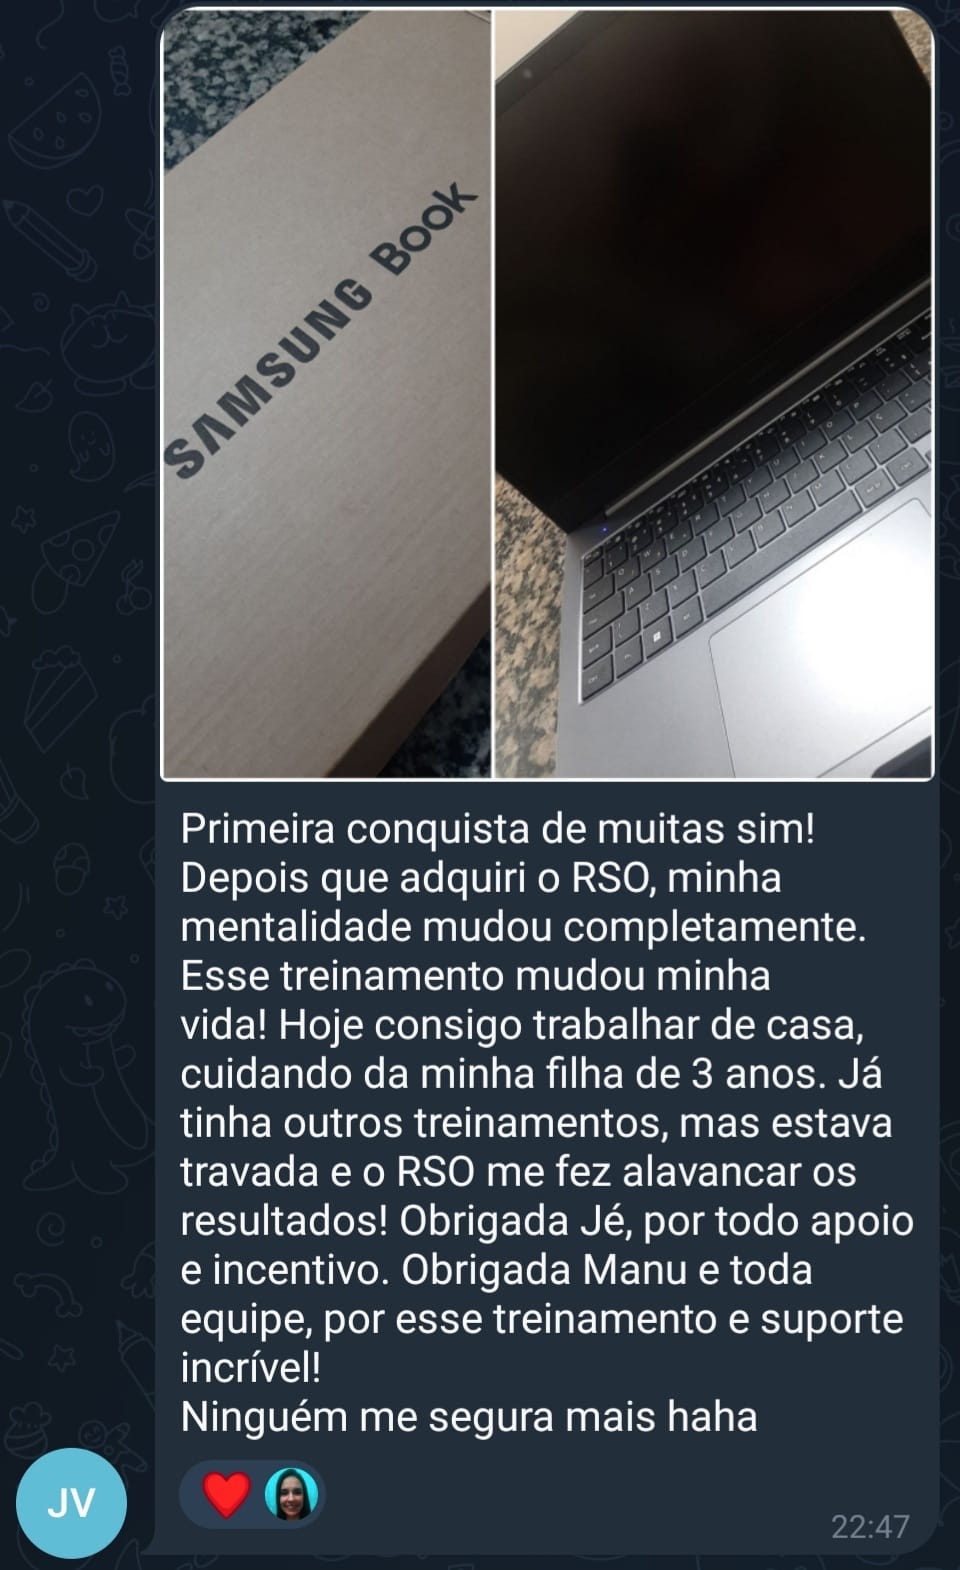 SAMSUNG BOOK
Primeira conquista de muitas sim!
Depois que adquiri o RSO, minha
mentalidade mudou completamente.
Esse treinamento mudou minha
vida! Hoje consigo trabalhar de casa,
cuidando da minha filha de 3 anos. Já
tinha outros treinamentos, mas estava
travada e o RSO me fez alavancar os
resultados! Obrigada Jé, por todo apoio
e incentivo. Obrigada Manu e toda
equipe, por esse treinamento e suporte
incrível!
Ninguém me segura mais haha
JV
22:47